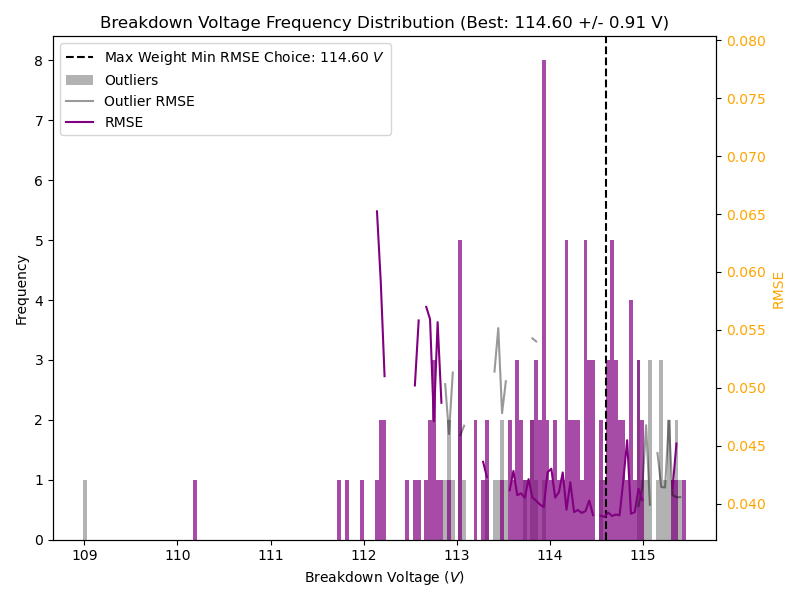 Breakdown Voltage Frequency Distribution (Best: 114.60 +/- 0.91 V)
Max Weight Min RMSE Choice: 114.60 V
Outliers
Outlier RMSE
RMSE
Frequency
8
7
6
5
4
3
2
1
0
0.080
0.075
0.070
0.065
0.060
0.055
0.050
0.045
0.040
RMSE
109 110 111 112 113 114 115
Breakdown Voltage (V)